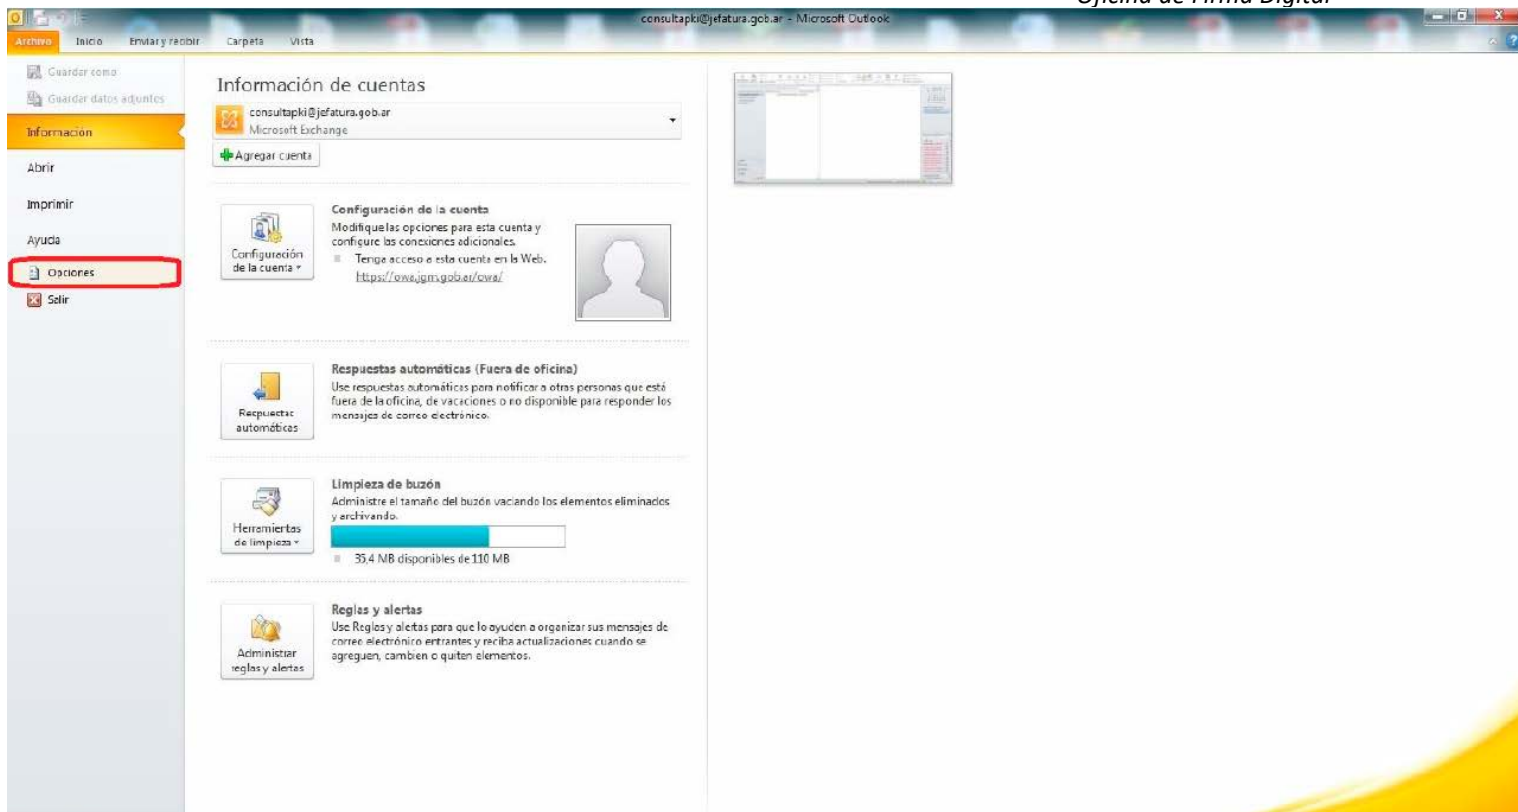 Oficina de Firma Digital
consultapki@jefatura.gob.ar - Microsoft Outlook
Archivo Inicio Enviar y recibir Carpeta Vista
Guardar como
Guardar datos adjuntos
Información
Abrir
Imprimir
Ayuda
Opciones
Salir
Información de cuentas
consultapki@jefatura.gob.ar
Microsoft Exchange
Agregar cuenta
Configuración
de la cuenta
Configuración de la cuenta
Modifique las opciones para esta cuenta y
configure las conexiones adicionales.
Tenga acceso a esta cuenta en la Web.
https://owa.jgm.gob.ar/owa/
Respuestas
automáticas
Respuestas automáticas (Fuera de oficina)
Use respuestas automáticas para notificar a otras personas que está
fuera de la oficina, de vacaciones o no disponible para responder los
mensajes de correo electrónico.
Herramientas
de limpieza
Limpieza de buzón
Administre el tamaño del buzón vaciando los elementos eliminados
y archivando.
35,4 MB disponibles de 110 MB
Administrar
reglas y alertas
Reglas y alertas
Use Reglas y alertas para que lo ayuden a organizar sus mensajes de
correo electrónico entrantes y reciba actualizaciones cuando se
agreguen, cambien o quiten elementos.